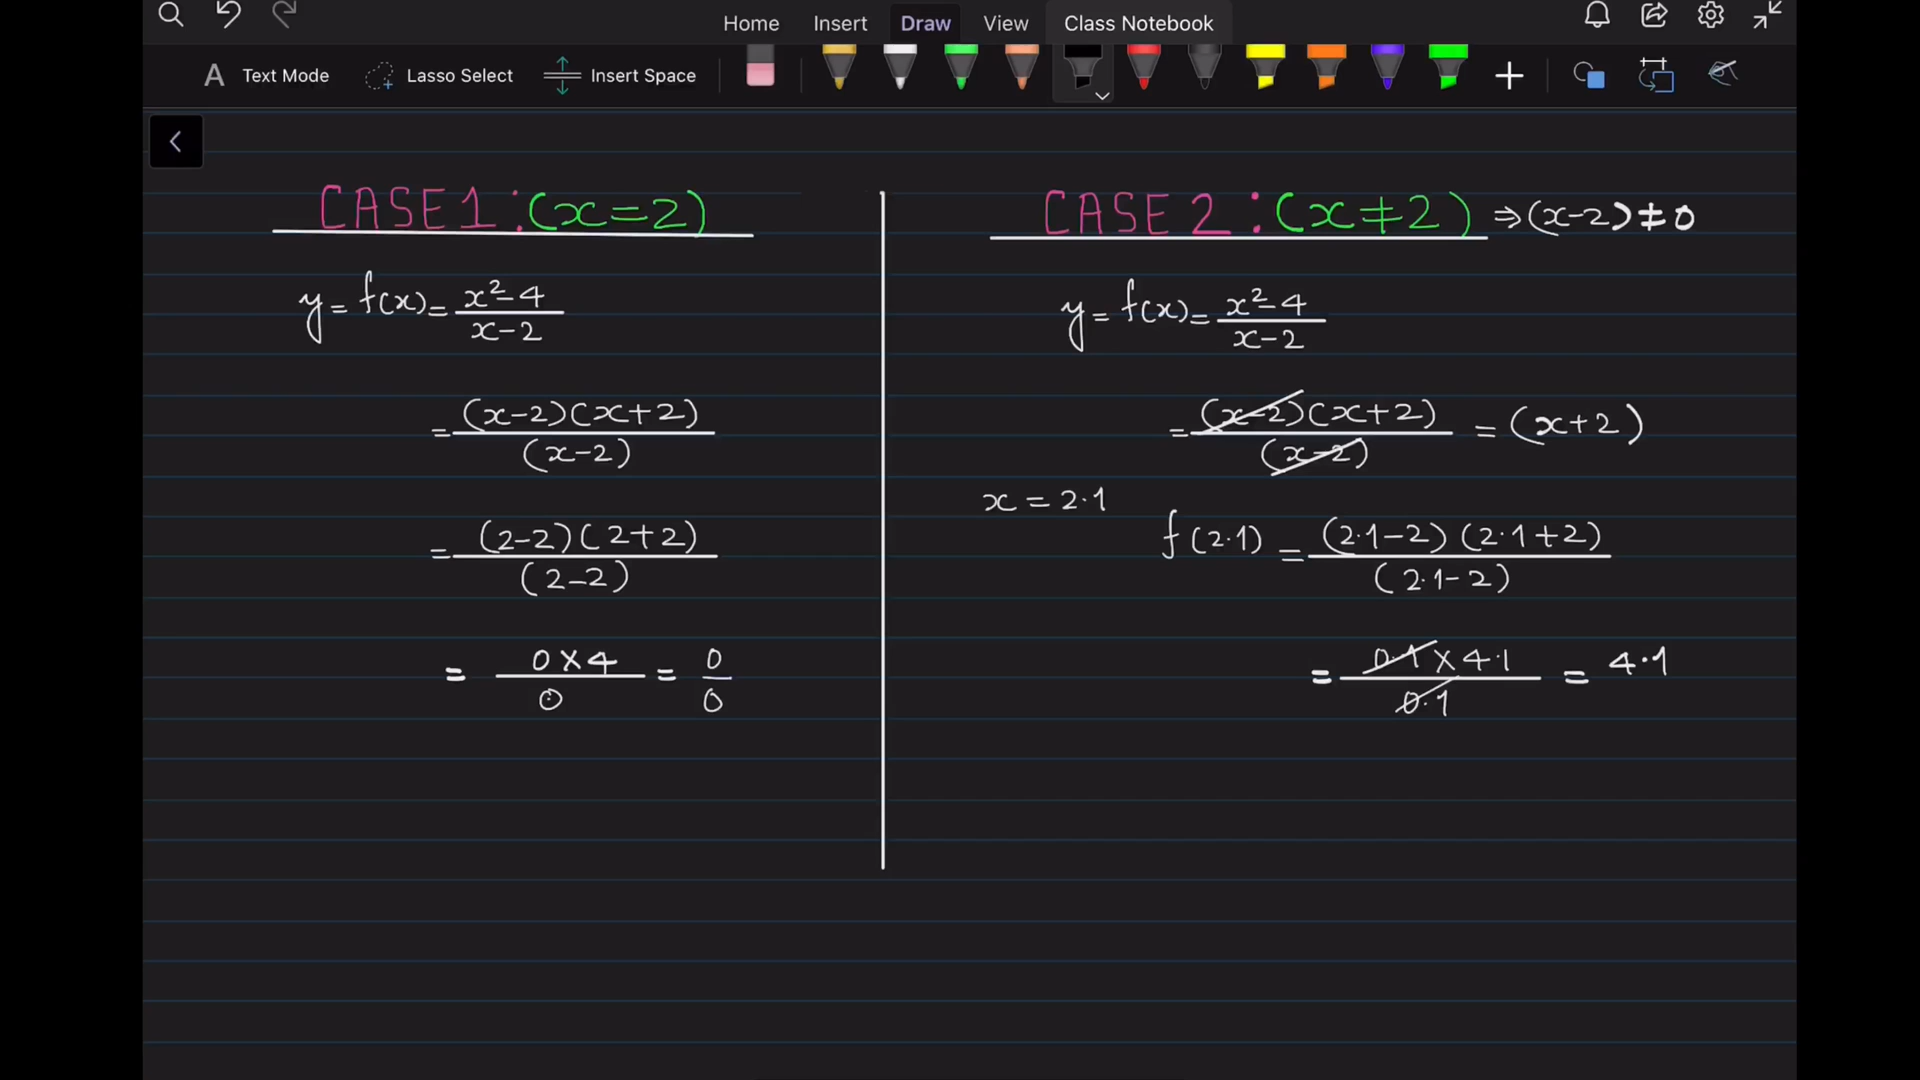 Home Insert Draw View Class Notebook
A Text Mode Lasso Select Insert Space
CASE 1 : (x=2)
y = f(x) = x²-4 / x-2
= (x-2)(x+2) / (x-2)
= (2-2)(2+2) / (2-2)
= 0×4 / 0 = 0 / 0
CASE 2 : (x≠2) ⇒(x-2)≠0
y = f(x) = x²-4 / x-2
= (x-2)(x+2) / (x-2) = (x+2)
x = 2·1
f(2·1) = (2·1-2)(2·1+2) / (2·1-2)
= 0·1×4·1 / 0·1 = 4·1